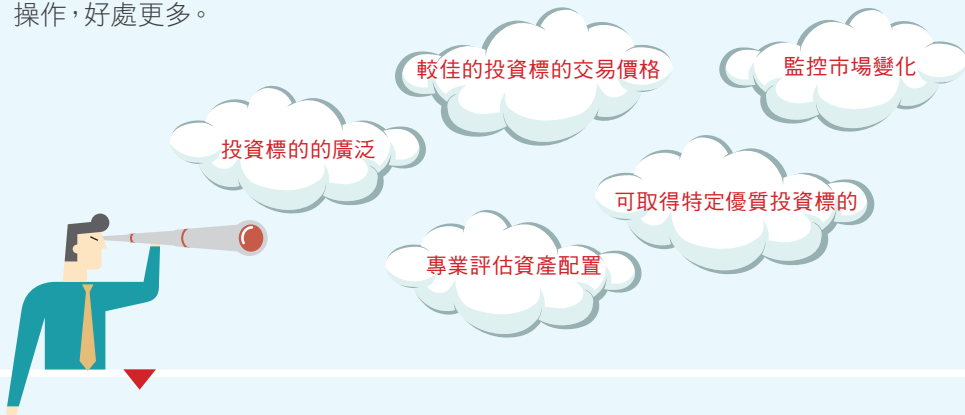 操作，好處更多。
較佳的投資標的交易價格
監控市場變化
投資標的的廣泛
可取得特定優質投資標的
專業評估資產配置